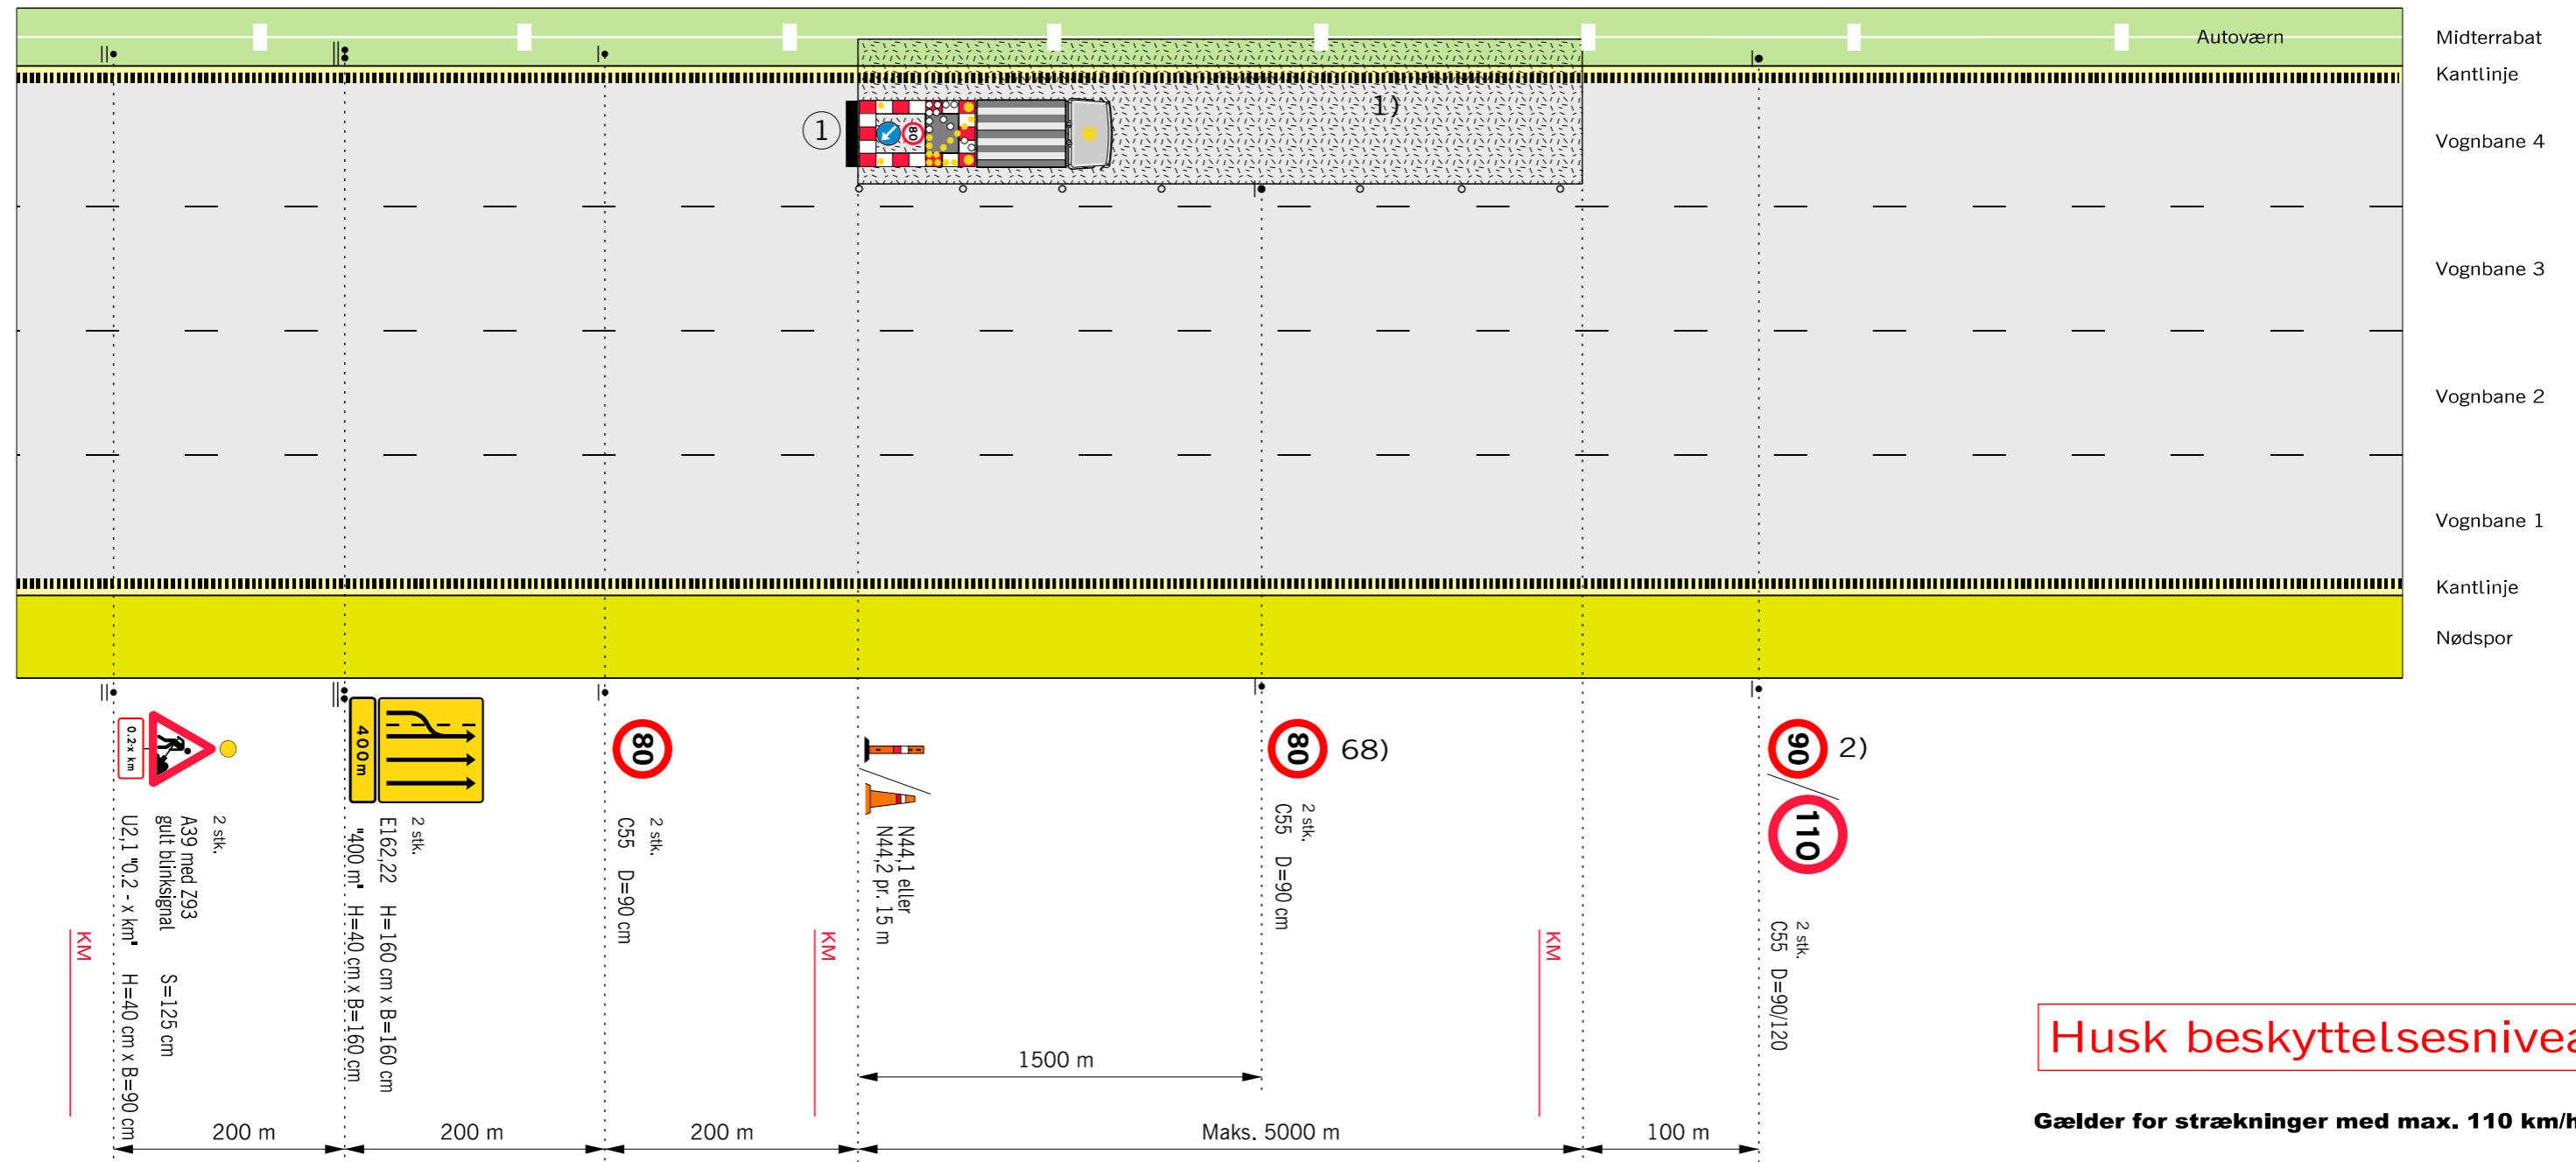 Autoværn
Midterrabat
Kantlinje
Vognbane 4
Vognbane 3
Vognbane 2
Vognbane 1
Kantlinje
Nødspor
1
80
1)
0.2-x km
2 stk.
A39 med Z93
gult blinksignal S=125 cm
U2,1 "0.2 - x km" H=40 cm x B=90 cm
400m
2 stk.
E162,22 H=160 cm x B=160 cm
"400 m" H=40 cm x B=160 cm
80
2 stk.
C55 D=90 cm
N44,1 eller
N44,2 pr. 15 m
80
68)
2 stk.
C55 D=90 cm
90
2)
110
2 stk.
C55 D=90/120
KM
KM
KM
1500 m
200 m
200 m
200 m
Maks. 5000 m
100 m
Husk beskyttelsesnivea
Gælder for strækninger med max. 110 km/h